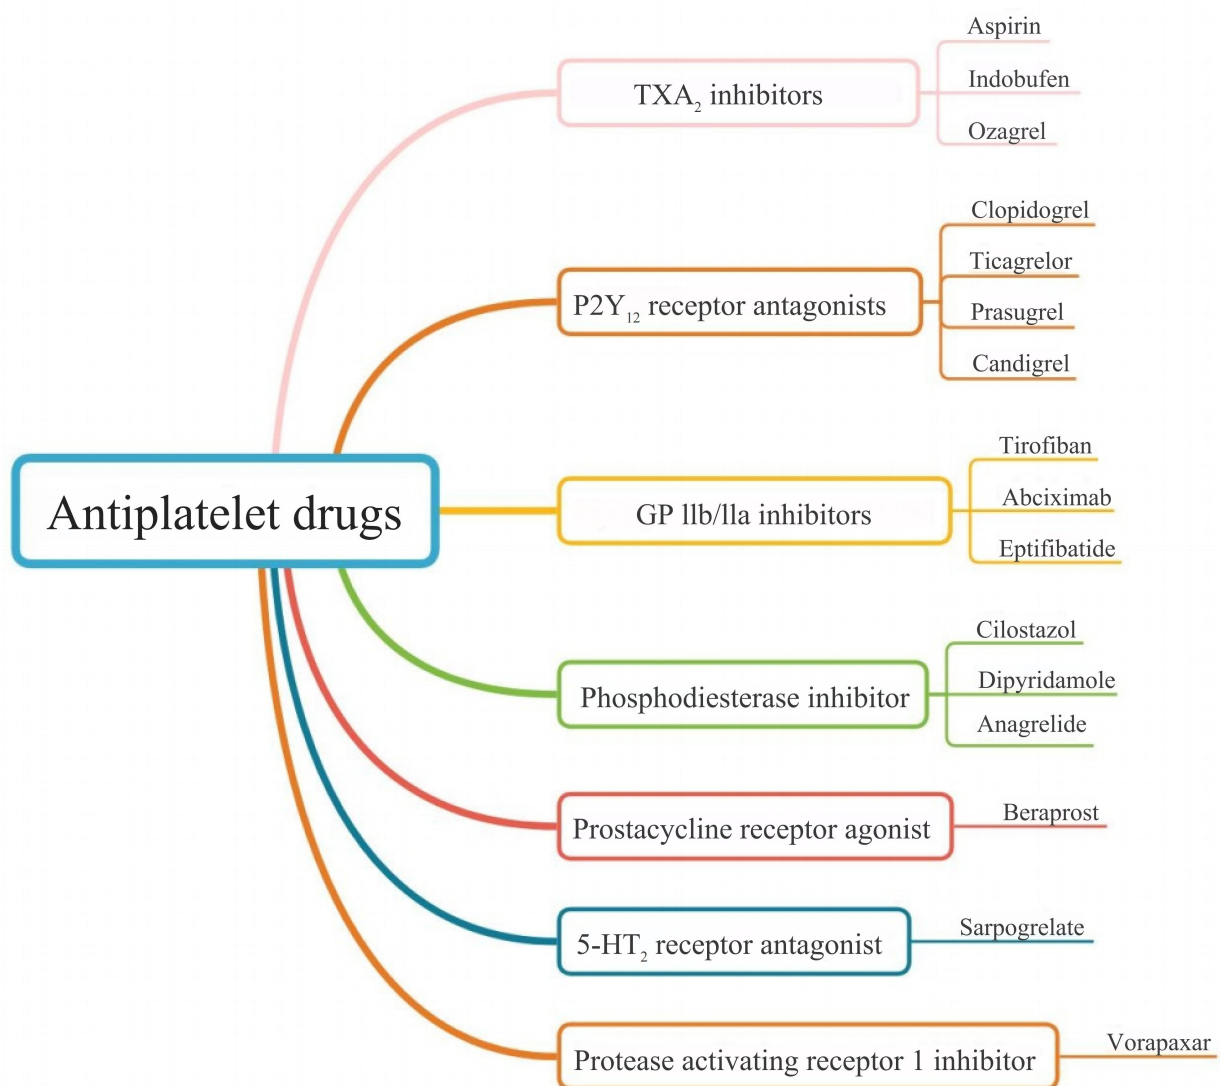 Antiplatelet drugs
TXA₂ inhibitors
Aspirin
Indobufen
Ozagrel
P2Y₁₂ receptor antagonists
Clopidogrel
Ticagrelor
Prasugrel
Candigrel
GP llb/lla inhibitors
Tirofiban
Abciximab
Eptifibatide
Phosphodiesterase inhibitor
Cilostazol
Dipyridamole
Anagrelide
Prostacycline receptor agonist
Beraprost
5-HT₂ receptor antagonist
Sarpogrelate
Protease activating receptor 1 inhibitor
Vorapaxar